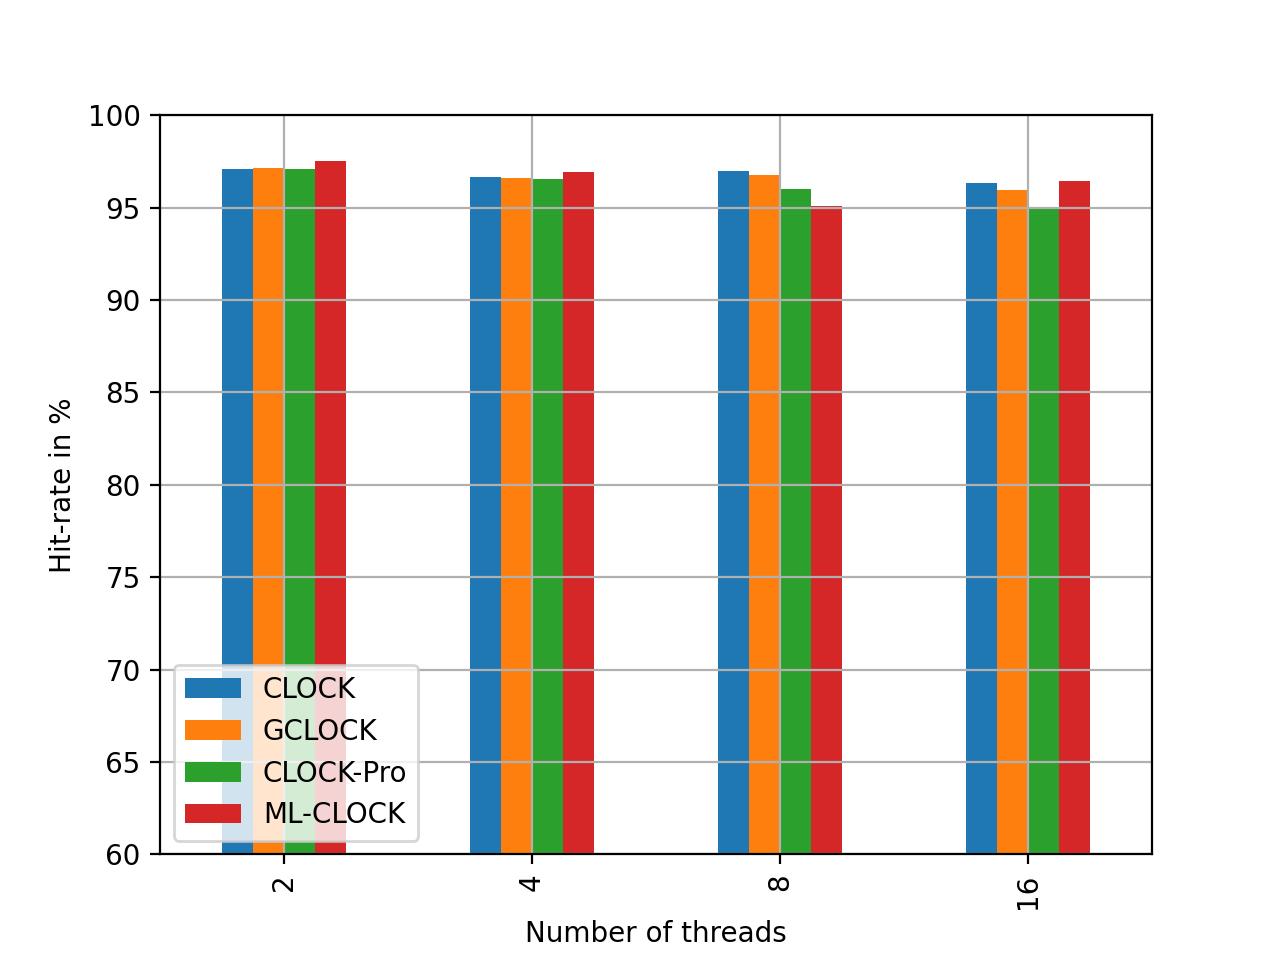 100
95
90
85
80
75
70
65
60
Hit-rate in %
CLOCK
GCLOCK
CLOCK-Pro
ML-CLOCK
2
4
8
16
Number of threads